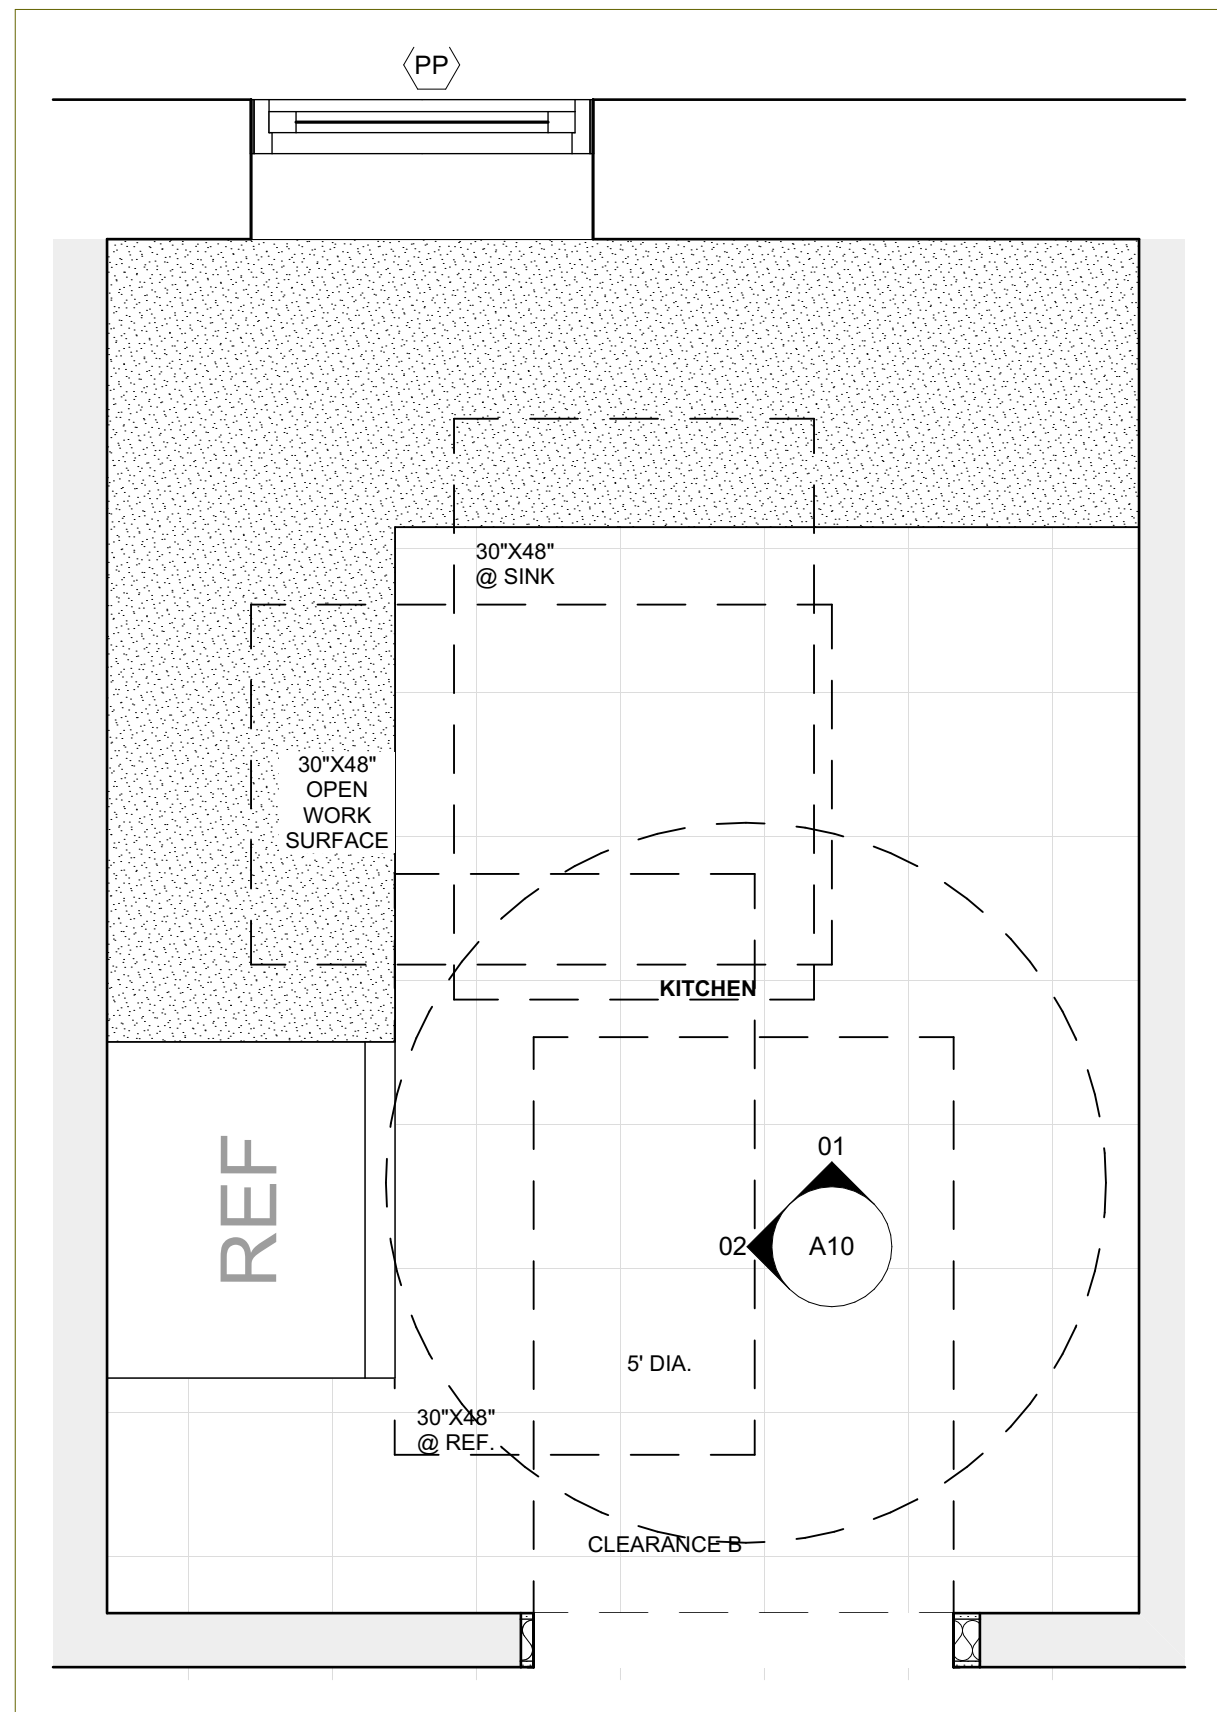 PP
30"X48"
@ SINK
30"X48"
OPEN
WORK
SURFACE
KITCHEN
REF
01
02
A10
5' DIA.
30"X48"
@ REF.
CLEARANCE B